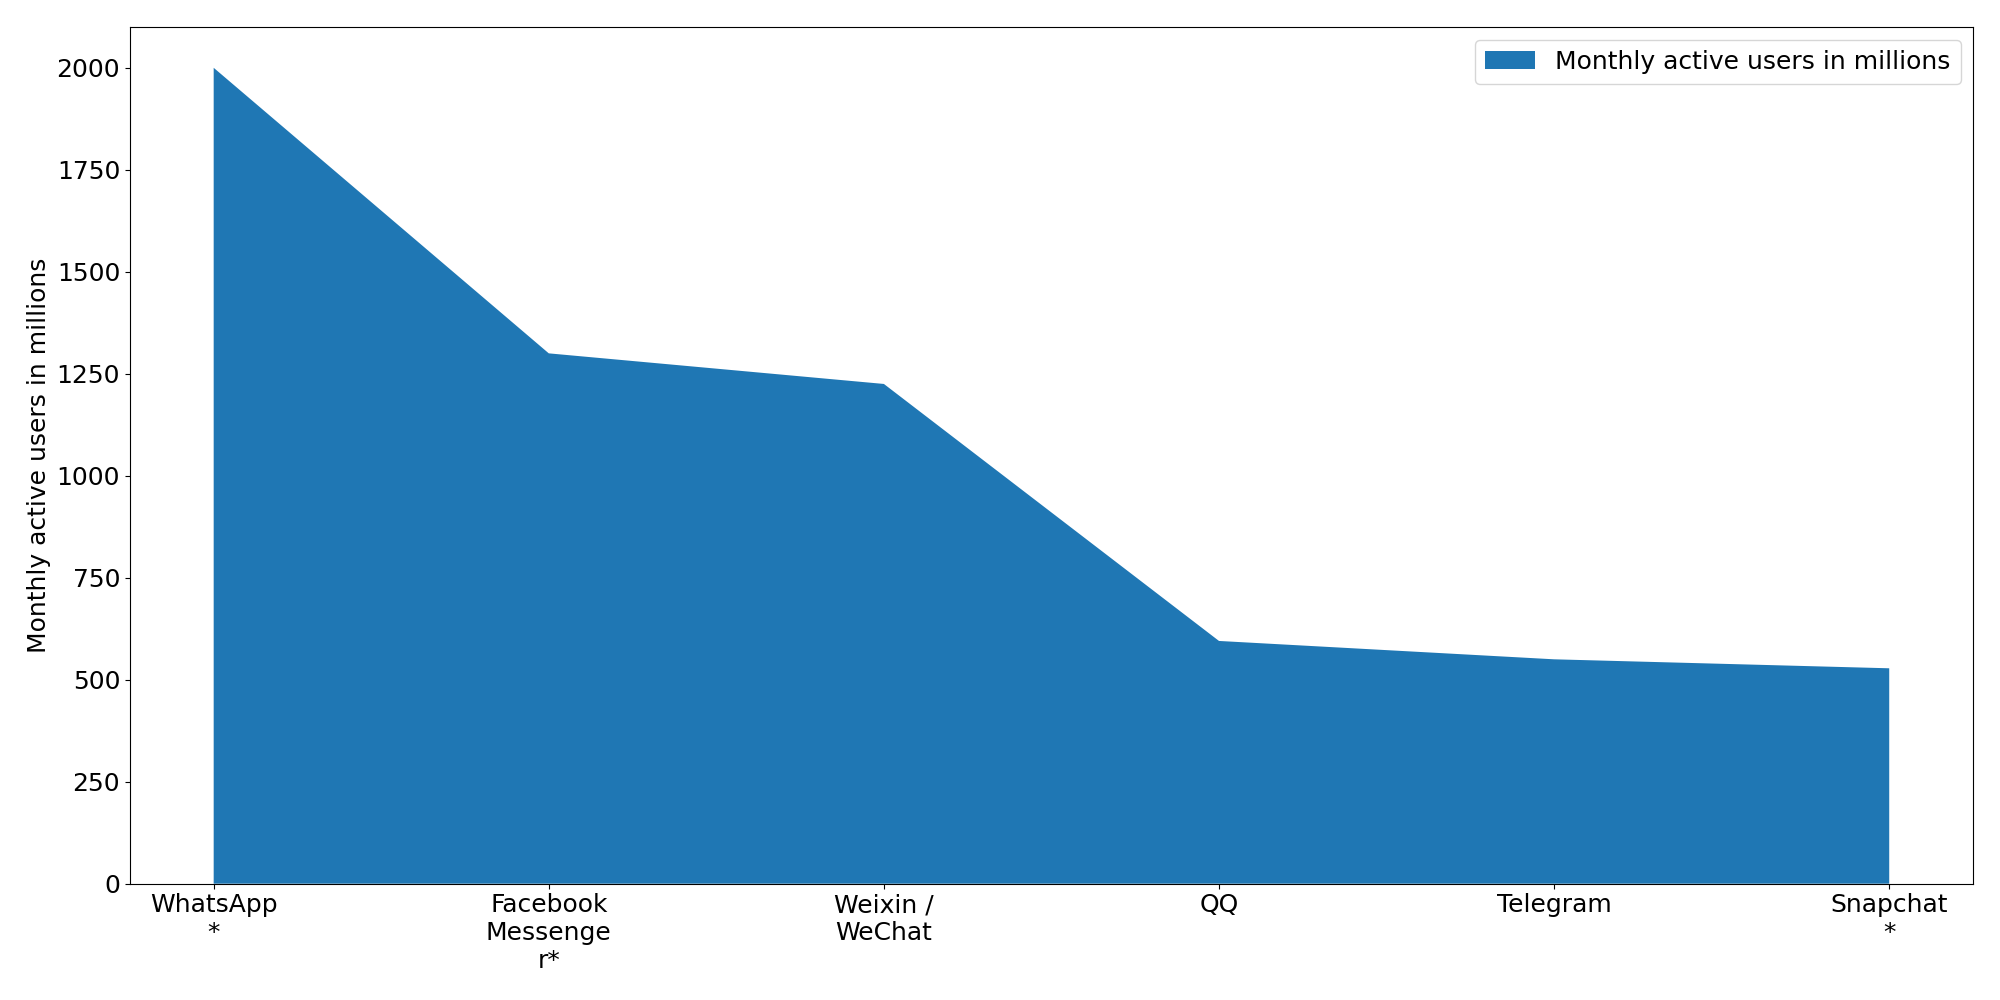 Monthly active users in millions
Monthly active users in millions
2000
1750
1500
1250
1000
750
500
250
0
WhatsApp
*
Facebook
Messenge
r*
Weixin /
WeChat
QQ
Telegram
Snapchat
*